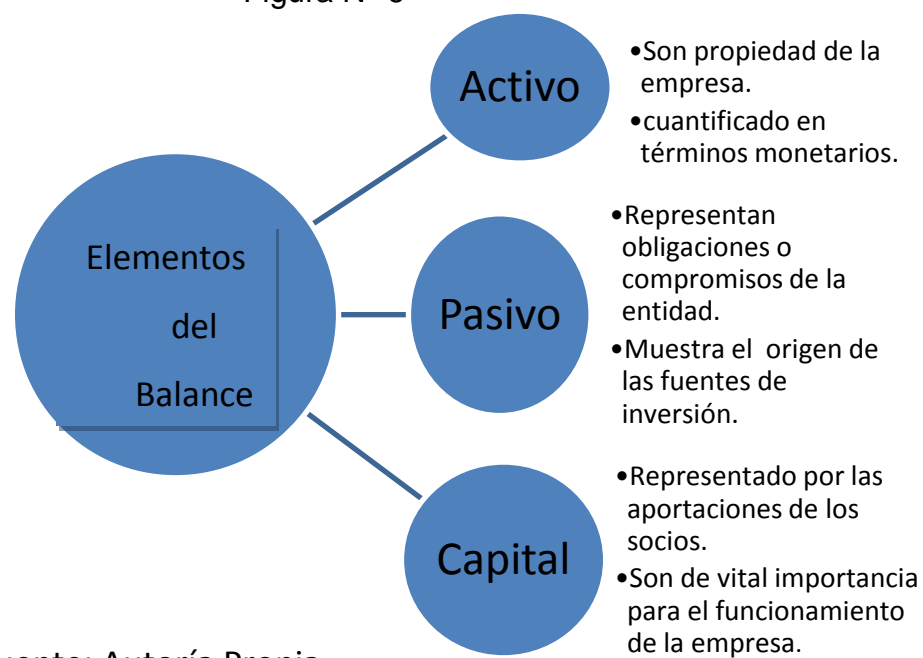 Elementos
del
Balance
Activo
•Son propiedad de la
empresa.
•cuantificado en
términos monetarios.
Pasivo
•Representan
obligaciones o
compromisos de la
entidad.
•Muestra el origen de
las fuentes de
inversión.
Capital
•Representado por las
aportaciones de los
socios.
•Son de vital importancia
para el funcionamiento
de la empresa.
Autoría Propia